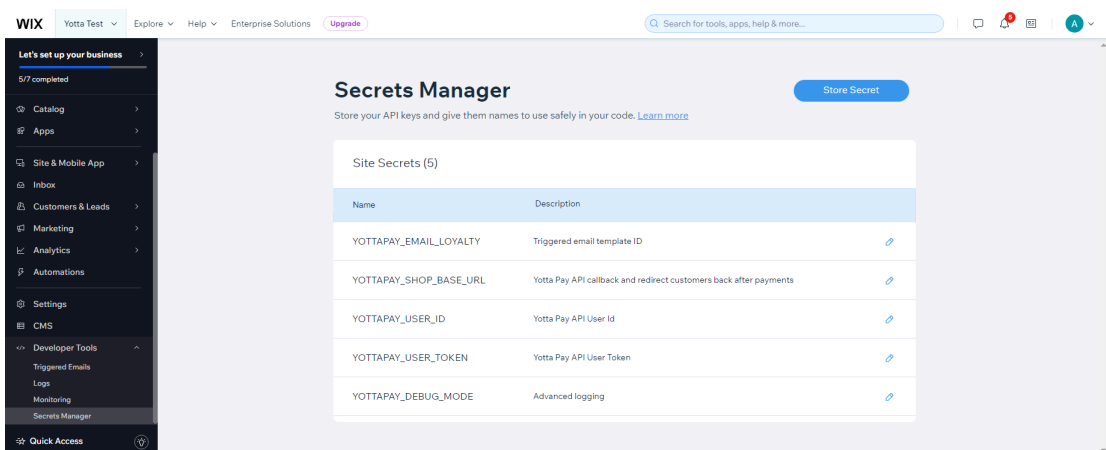 WIX Yotta Test Explore Help Enterprise Solutions Upgrade Search for tools, apps, help & more... 5 A
Let's set up your business
5/7 completed
Catalog
Apps
Site & Mobile App
Inbox
Customers & Leads
Marketing
Analytics
Automations
Settings
CMS
Developer Tools
Triggered Emails
Logs
Monitoring
Secrets Manager
Quick Access
Secrets Manager
Store Secret
Store your API keys and give them names to use safely in your code. Learn more
Site Secrets (5)
Name Description
YOTTAPAY_EMAIL_LOYALTY Triggered email template ID
YOTTAPAY_SHOP_BASE_URL Yotta Pay API callback and redirect customers back after payments
YOTTAPAY_USER_ID Yotta Pay API User Id
YOTTAPAY_USER_TOKEN Yotta Pay API User Token
YOTTAPAY_DEBUG_MODE Advanced logging